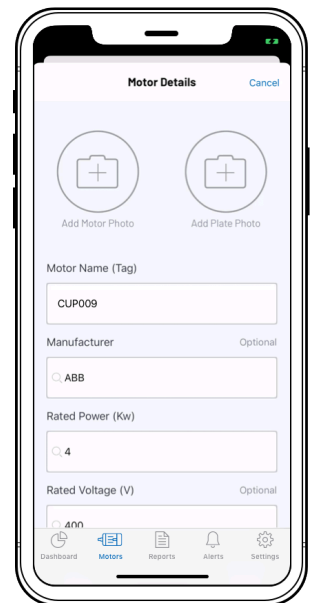 Motor Details Cancel
Add Motor Photo Add Plate Photo
Motor Name (Tag)
CUP009
Manufacturer Optional
ABB
Rated Power (Kw)
4
Rated Voltage (V) Optional
400
Dashboard Motors Reports Alerts Settings